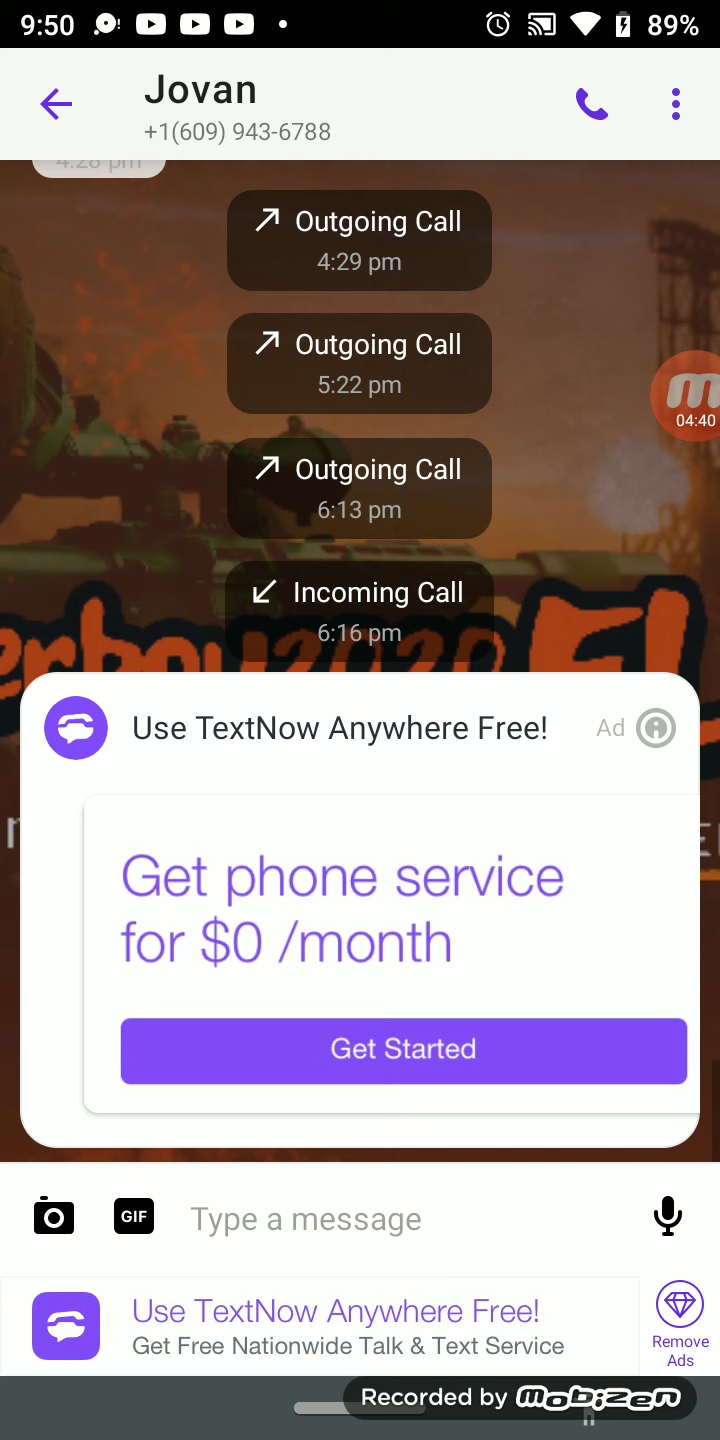 9:50
89%
Jovan
+1(609) 943-6788
4:28 pm
Outgoing Call
4:29 pm
Outgoing Call
5:22 pm
04:40
Outgoing Call
6:13 pm
Incoming Call
6:16 pm
Use TextNow Anywhere Free!
Ad
Get phone service
for $0 /month
Get Started
GIF
Type a message
Use TextNow Anywhere Free!
Get Free Nationwide Talk & Text Service
Remove
Ads
Recorded by Mobizen